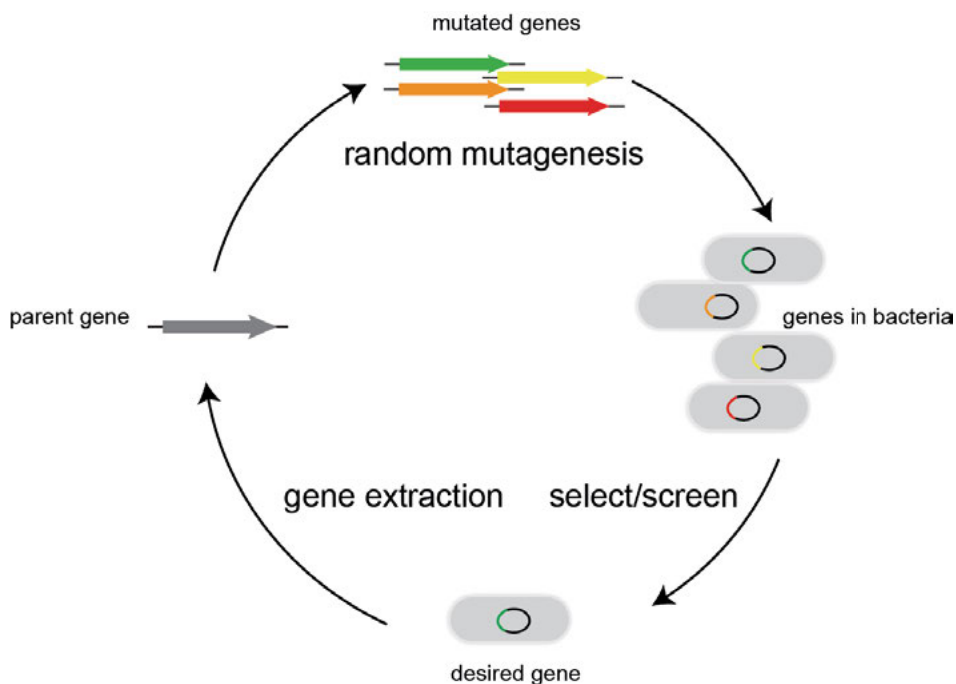 mutated genes
random mutagenesis
parent gene
genes in bacteria
gene extraction
select/screen
desired gene